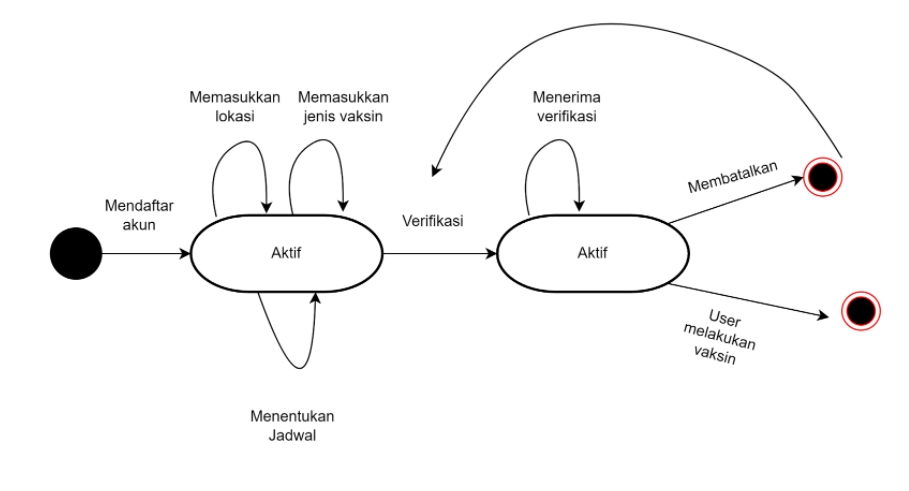 Memasukkan
lokasi
Memasukkan
jenis vaksin
Menerima
verifikasi
Membatalkan
Mendaftar
akun
Verifikasi
Aktif
Aktif
User
melakukan
vaksin
Menentukan
Jadwal